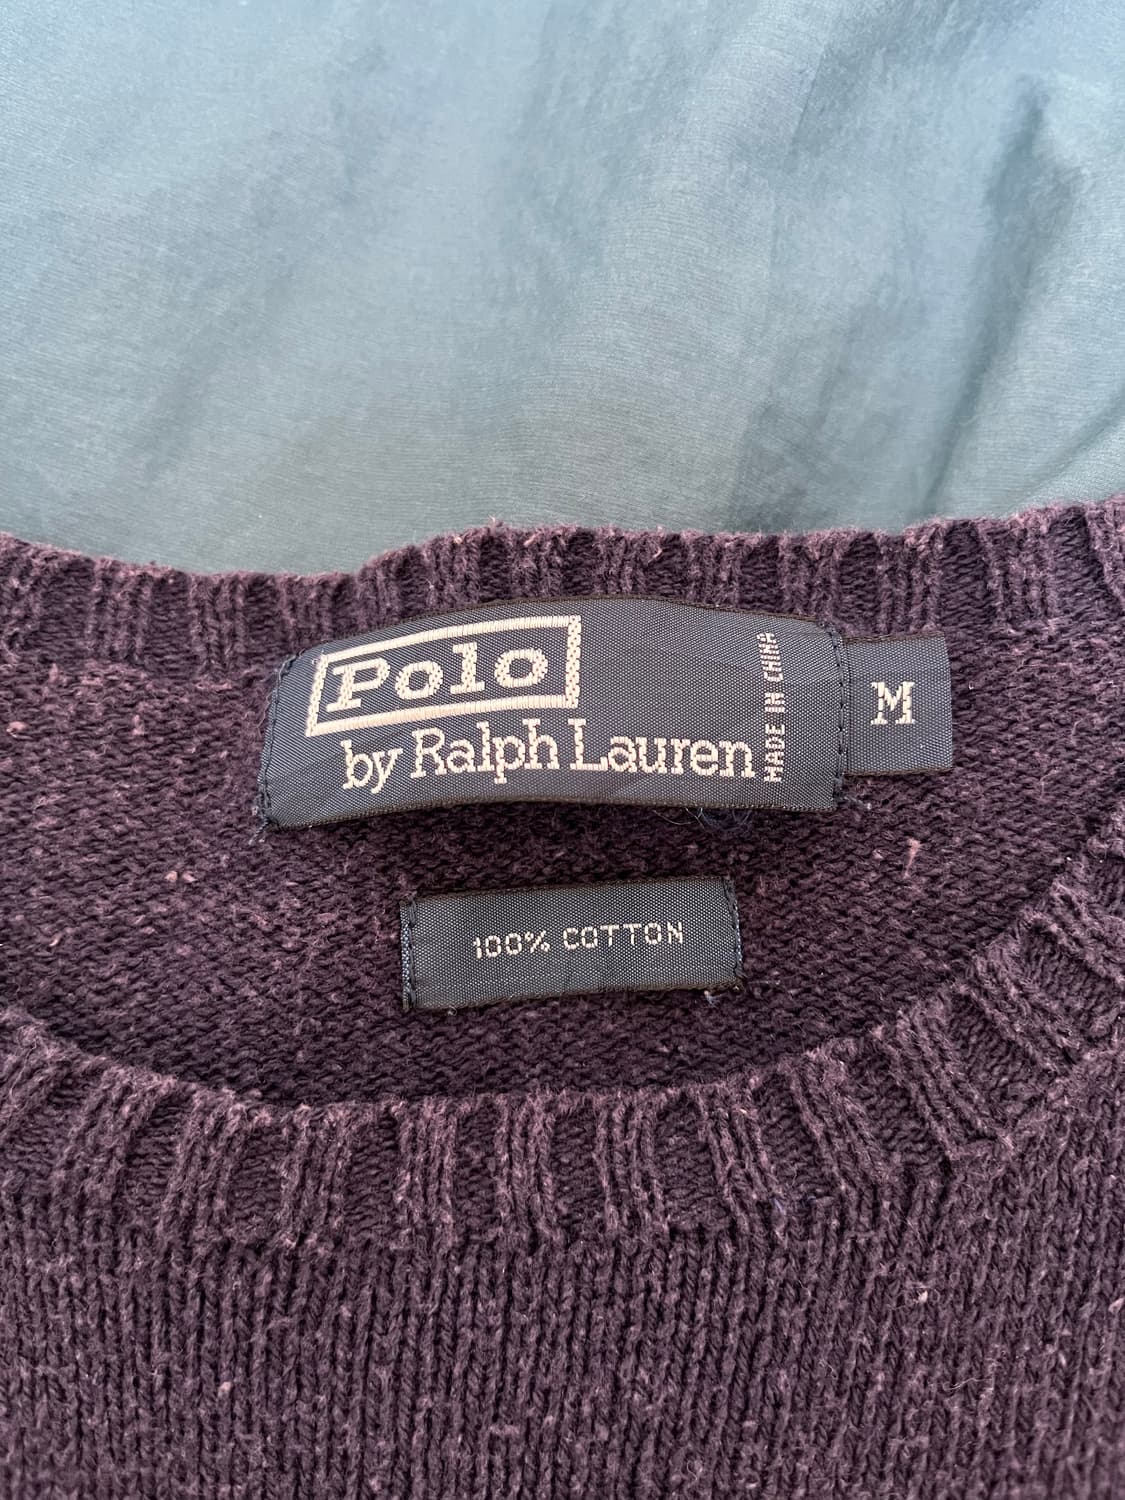 Polo
by Ralph Lauren
MADE IN CHINA
M
100% COTTON